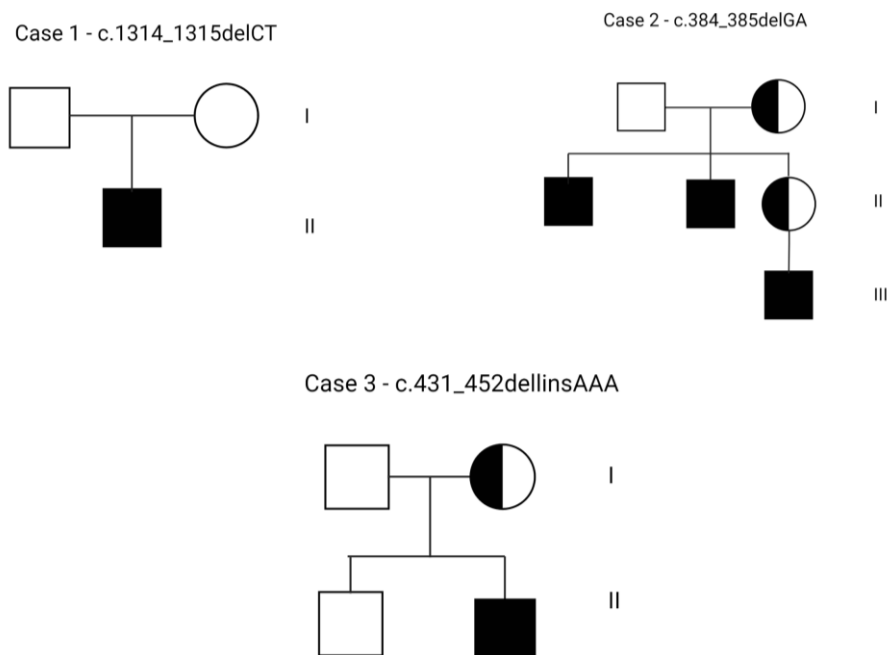 Case 1 - c.1314_1315delCT
I
II
Case 2 - c.384_385delGA
I
II
III
Case 3 - c.431_452dellinsAAA
I
II